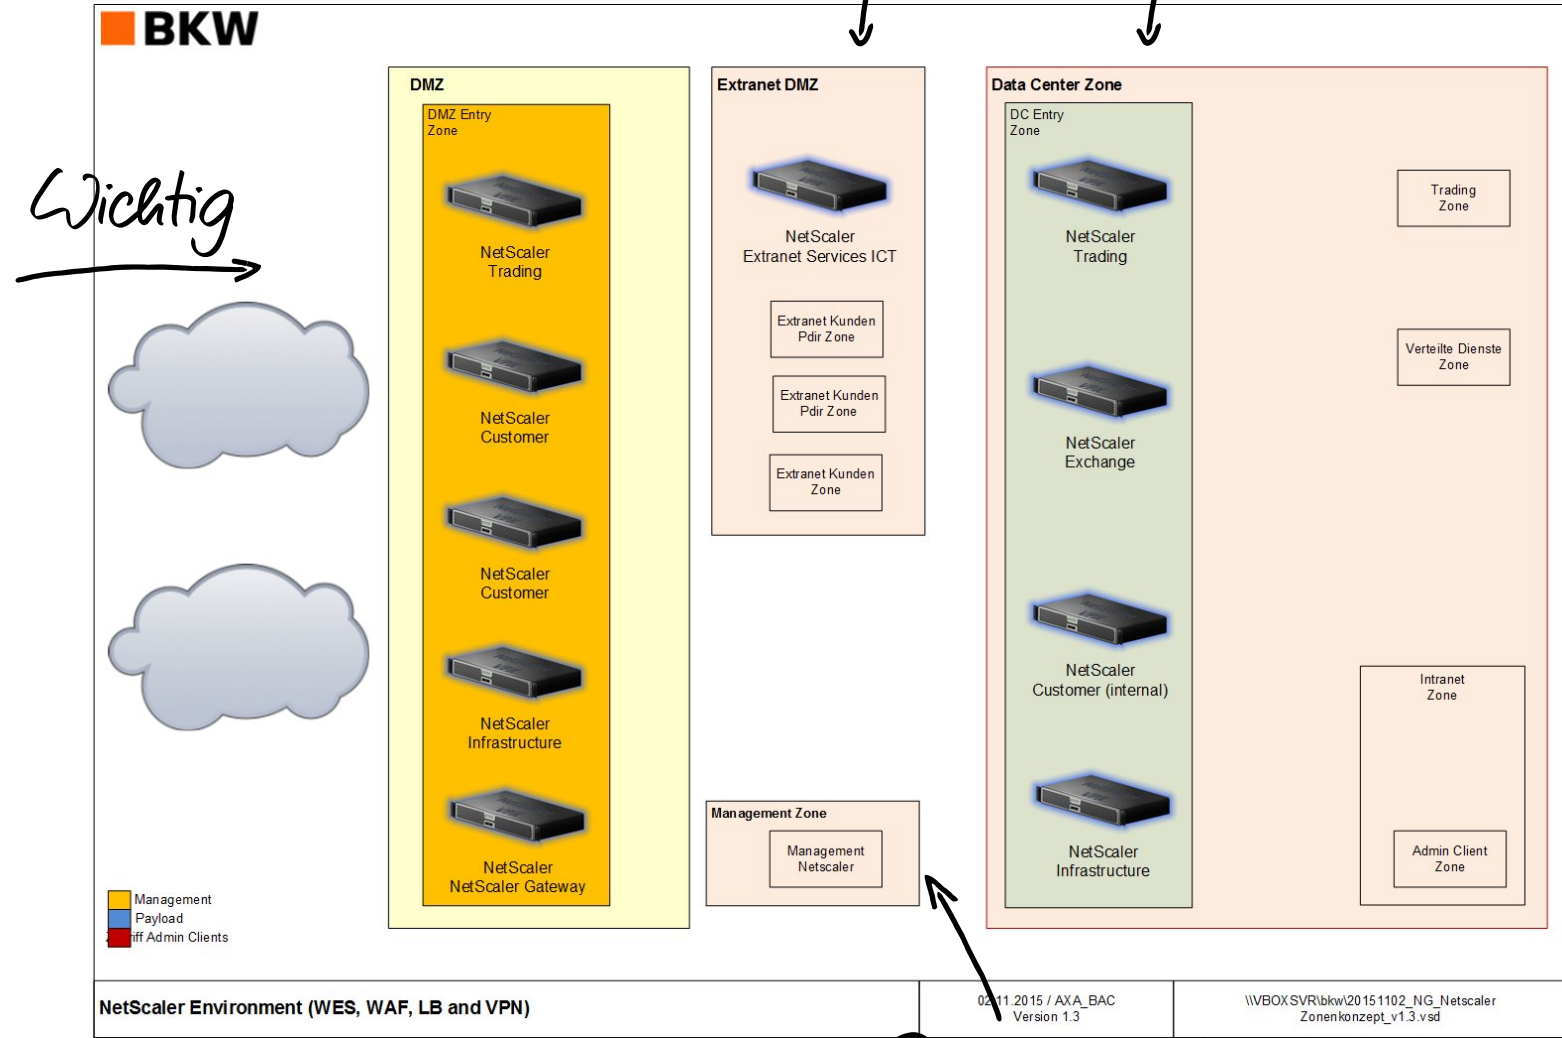 BKW
Wichtig
DMZ
DMZ Entry
Zone
NetScaler
Trading
NetScaler
Customer
NetScaler
Customer
NetScaler
Infrastructure
NetScaler
NetScaler Gateway
Extranet DMZ
NetScaler
Extranet Services ICT
Extranet Kunden
Pdir Zone
Extranet Kunden
Pdir Zone
Extranet Kunden
Zone
Management Zone
Management
Netscaler
Data Center Zone
DC Entry
Zone
NetScaler
Trading
NetScaler
Exchange
NetScaler
Customer (internal)
NetScaler
Infrastructure
Trading
Zone
Verteilte Dienste
Zone
Intranet
Zone
Admin Client
Zone
Management
Payload
Admin Clients
NetScaler Environment (WES, WAF, LB and VPN)
02.11.2015 / AXA_BAC
Version 1.3
\\VBOXSVR\bkw\20151102_NG_Netscaler
Zonenkonzept_v1.3.vsd